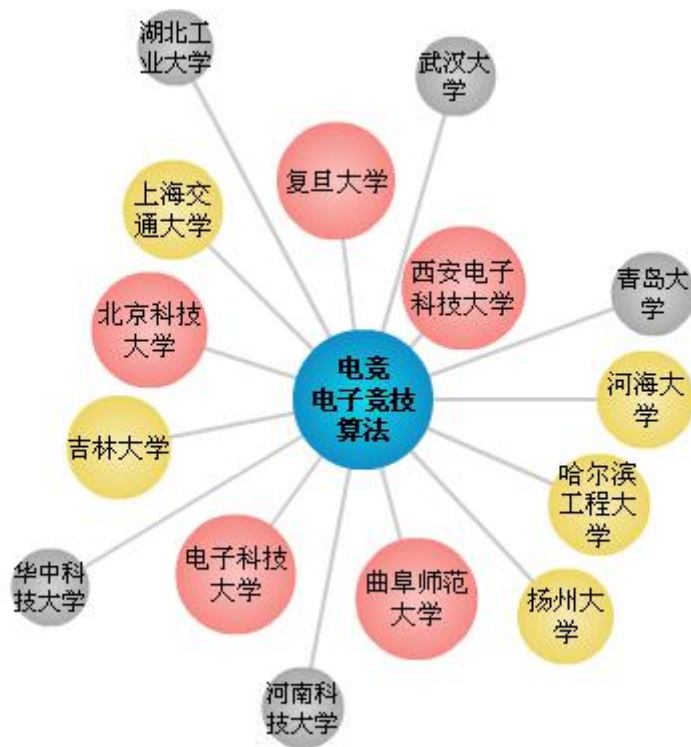 湖北工
业大学
武汉大
学
复旦大学
上海交
通大学
西安电子
科技大学
青岛大
学
北京科技
大学
电竞
电子竞技
算法
河海大
学
吉林大学
哈尔滨
工程大
学
电子科技
大学
曲阜师范
大学
华中科
技大学
扬州大
学
河南科
技大学